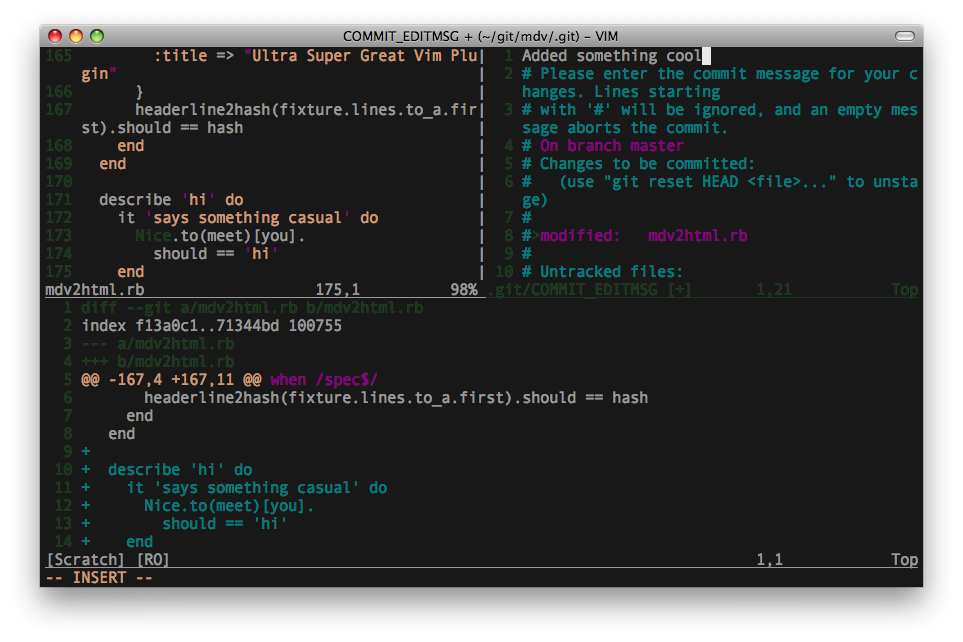 COMMIT_EDITMSG + (~/git/mdv/.git) - VIM
165         :title => "Ultra Super Great Vim Plu
gin"
166       }
167       headerline2hash(fixture.lines.to_a.fir
st).should == hash
168     end
169   end
170
171   describe 'hi' do
172     it 'says something casual' do
173       Nice.to(meet)[you].
174         should == 'hi'
175     end
mdv2html.rb 175,1 98%
1 Added something cool
2 # Please enter the commit message for your c
hanges. Lines starting
3 # with '#' will be ignored, and an empty mes
sage aborts the commit.
4 # On branch master
5 # Changes to be committed:
6 #   (use "git reset HEAD <file>..." to unsta
ge)
7 #
8 #>modified:   mdv2html.rb
9 #
10 # Untracked files:
.git/COMMIT_EDITMSG [+] 1,21 Top
1 diff --git a/mdv2html.rb b/mdv2html.rb
2 index f13a0c1..71344bd 100755
3 --- a/mdv2html.rb
4 +++ b/mdv2html.rb
5 @@ -167,4 +167,11 @@ when /spec$/
6        headerline2hash(fixture.lines.to_a.first).should == hash
7      end
8    end
9 +
10 +  describe 'hi' do
11 +    it 'says something casual' do
12 +      Nice.to(meet)[you].
13 +        should == 'hi'
14 +    end
[Scratch] [RO] 1,1 Top
-- INSERT --